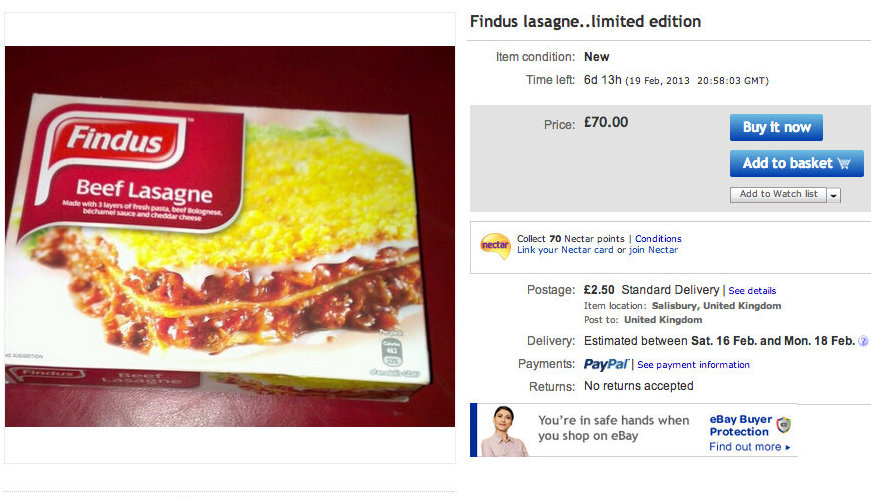 Findus™
Beef Lasagne
Made with 3 layers of fresh pasta, beef Bolognese,
béchamel sauce and cheddar cheese
Calories
463
23%
Findus
Beef
Lasagne
Findus lasagne..limited edition
Item condition: New
Time left: 6d 13h (19 Feb, 2013 20:58:03 GMT)
Price: £70.00
Buy it now
Add to basket
Add to Watch list
nectar
Collect 70 Nectar points | Conditions
Link your Nectar card or join Nectar
Postage: £2.50 Standard Delivery | See details
Item location: Salisbury, United Kingdom
Post to: United Kingdom
Delivery: Estimated between Sat. 16 Feb. and Mon. 18 Feb.
Payments: PayPal | See payment information
Returns: No returns accepted
You're in safe hands when
you shop on eBay
eBay Buyer
Protection
Find out more